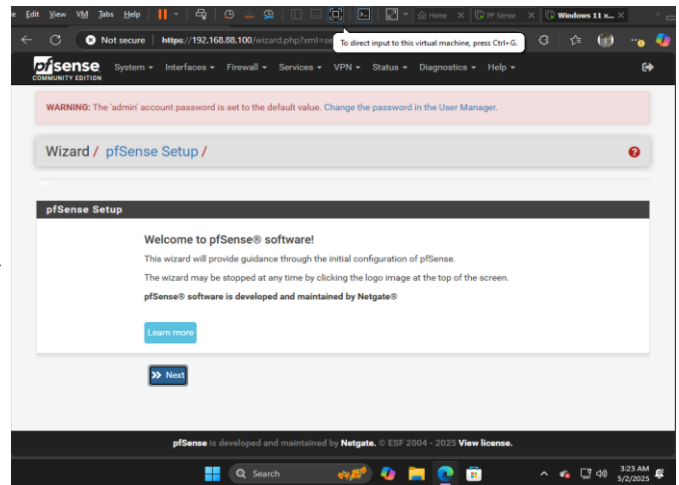 Edit View VM Tabs Help Home PF Sense Windows 11 x...
Not secure https://192.168.88.100/wizard.php?xml=se
To direct input to this virtual machine, press Ctrl+G.
pfsense System Interfaces Firewall Services VPN Status Diagnostics Help
COMMUNITY EDITION
WARNING: The 'admin' account password is set to the default value. Change the password in the User Manager.
Wizard / pfSense Setup /
pfSense Setup
Welcome to pfSense® software!
This wizard will provide guidance through the initial configuration of pfSense.
The wizard may be stopped at any time by clicking the logo image at the top of the screen.
pfSense® software is developed and maintained by Netgate®
Learn more
Next
pfSense is developed and maintained by Netgate. © ESF 2004 - 2025 View license.
Search
3:23 AM
5/2/2025